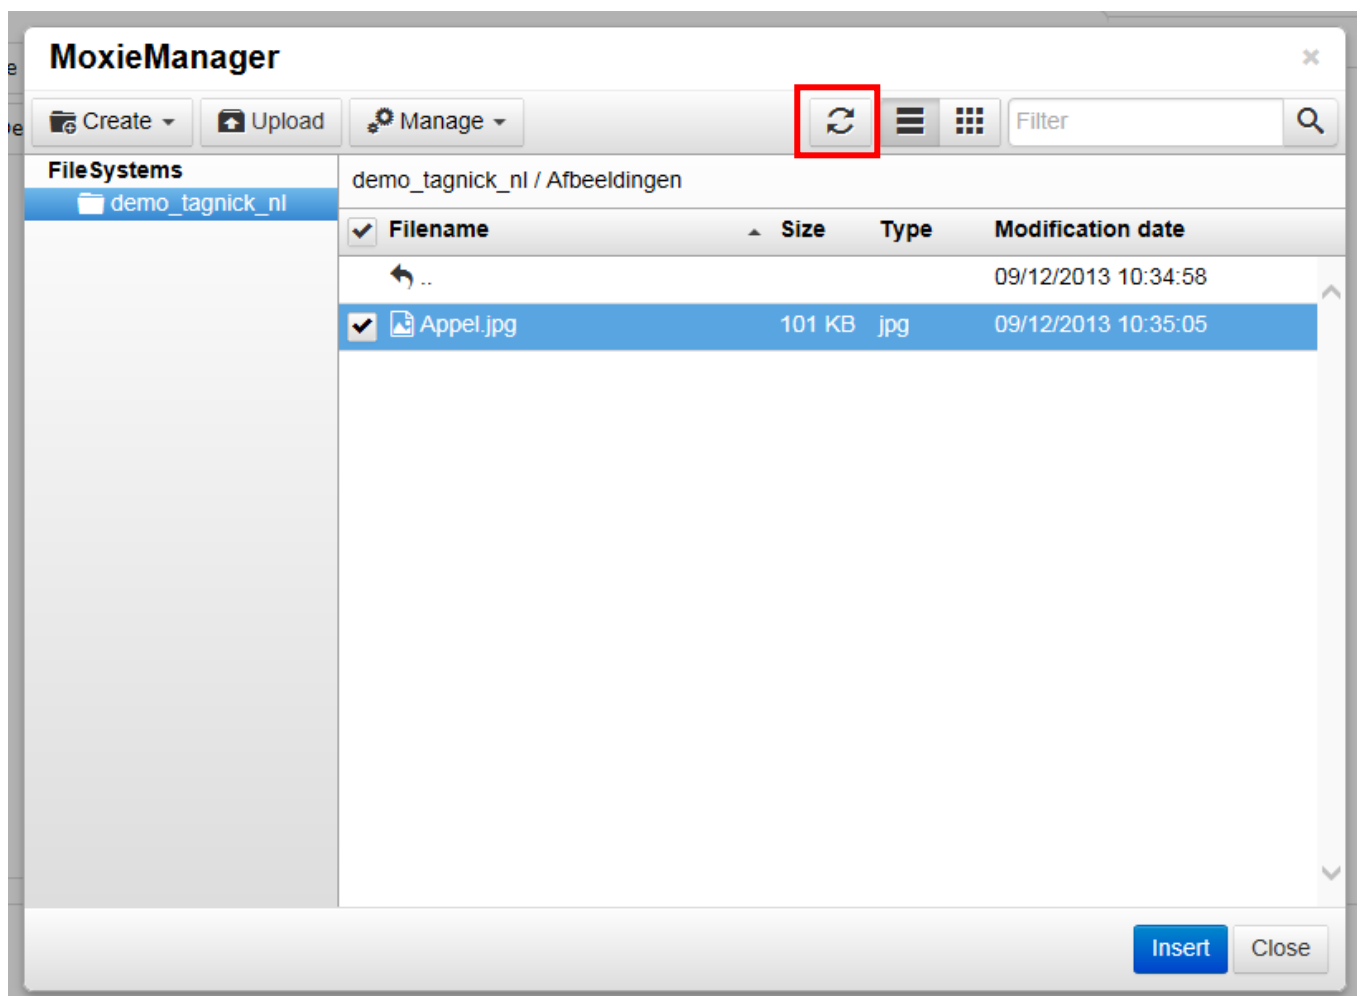 MoxieManager
e
Create Upload Manage Filter
De
FileSystems
demo_tagnick_nl
demo_tagnick_nl / Afbeeldingen
Filename Size Type Modification date
.. 09/12/2013 10:34:58
Appel.jpg 101 KB jpg 09/12/2013 10:35:05
Insert Close